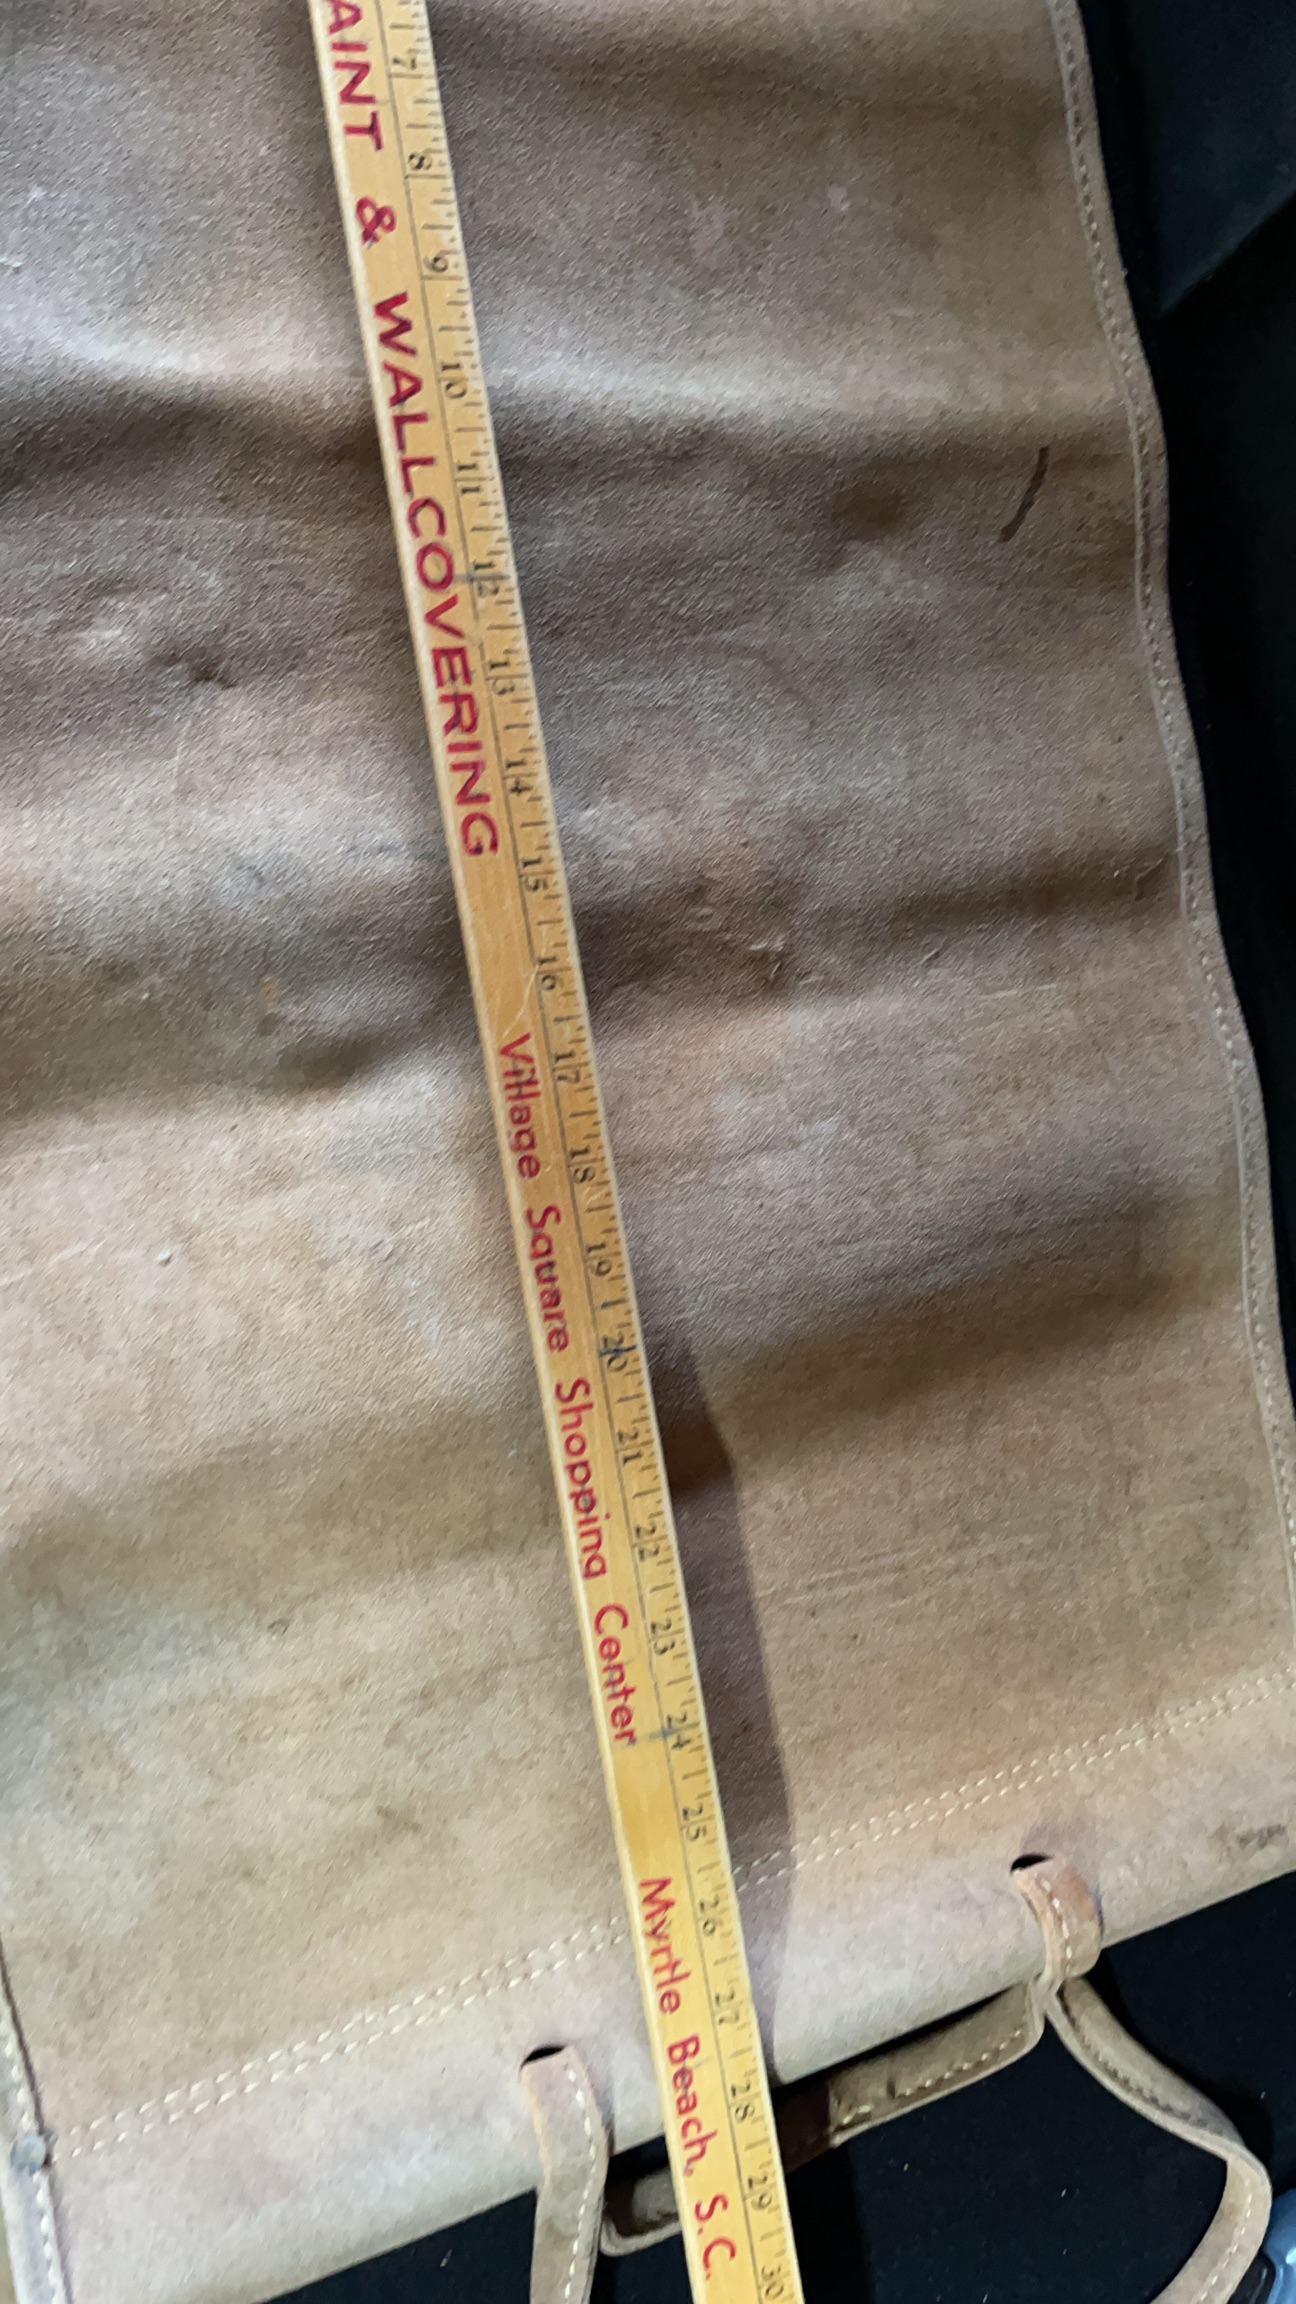 AINT & WALLCOVERING
Village Square Shopping Center
Myrtle Beach, S.C.
7 8 9 10 11 12 13 14 15 16 17 18 19 20 21 22 23 24 25 26 27 28 29 30